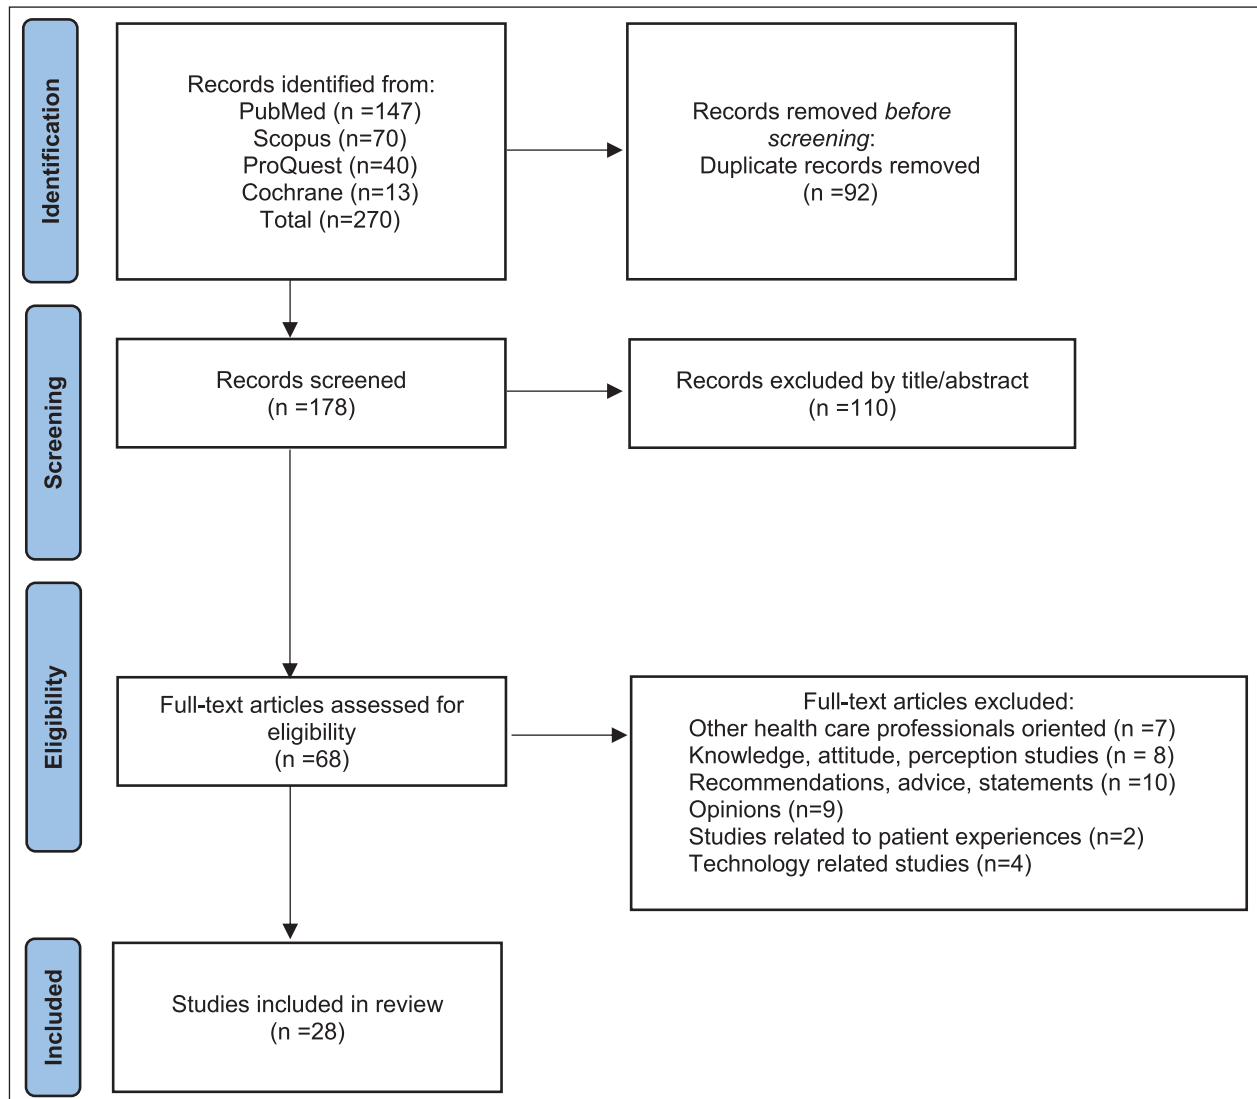 Identification
Records identified from:
PubMed (n =147)
Scopus (n=70)
ProQuest (n=40)
Cochrane (n=13)
Total (n=270)
Records removed before
screening:
Duplicate records removed
(n =92)
Screening
Records screened
(n =178)
Records excluded by title/abstract
(n =110)
Eligibility
Full-text articles assessed for
eligibility
(n =68)
Full-text articles excluded:
Other health care professionals oriented (n =7)
Knowledge, attitude, perception studies (n = 8)
Recommendations, advice, statements (n =10)
Opinions (n=9)
Studies related to patient experiences (n=2)
Technology related studies (n=4)
Included
Studies included in review
(n =28)